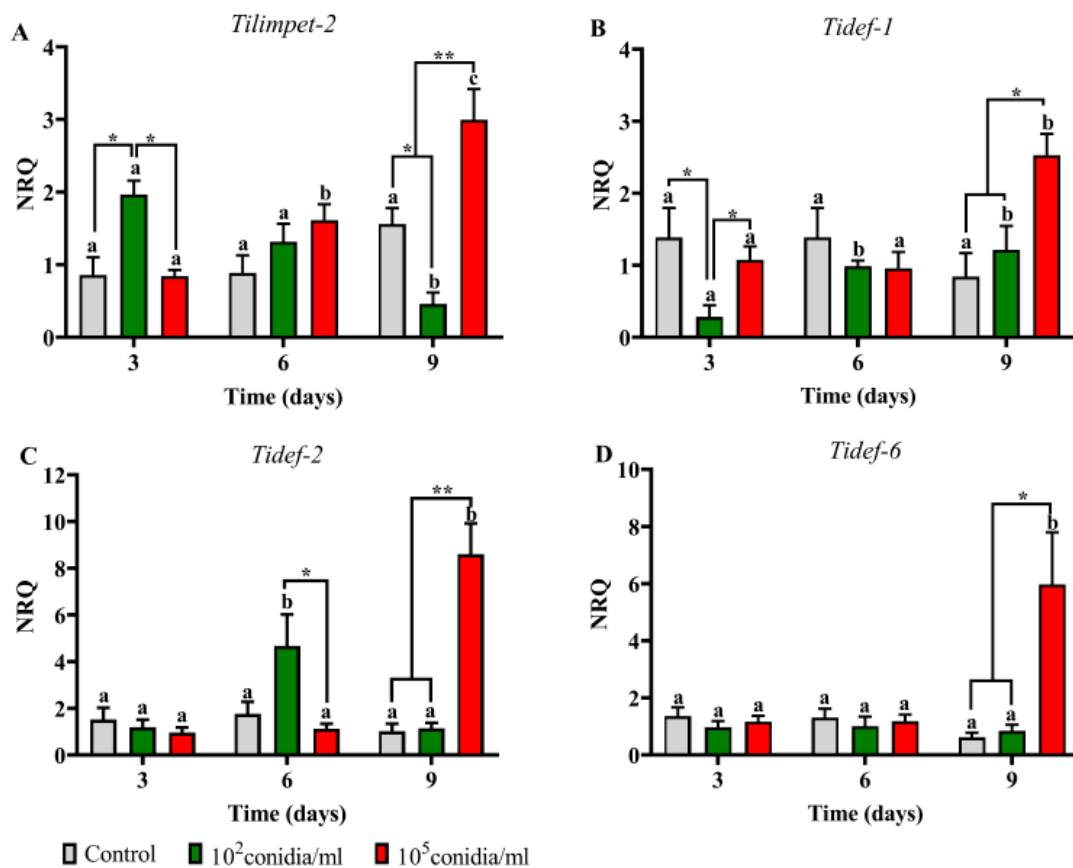 A
Tilimpet-2
4
3
2
1
0
NRQ
* * * **
a a a a a b a b c
3 6 9
Time (days)
B
Tidef-1
4
3
2
1
0
NRQ
* * *
a a a a b a a b b
3 6 9
Time (days)
C
Tidef-2
12
10
8
6
4
2
0
NRQ
* **
a a a a b a a a b
3 6 9
Time (days)
D
Tidef-6
10
8
6
4
2
0
NRQ
*
a a a a a a a a b
3 6 9
Time (days)
Control 10²conidia/ml 10⁵conidia/ml